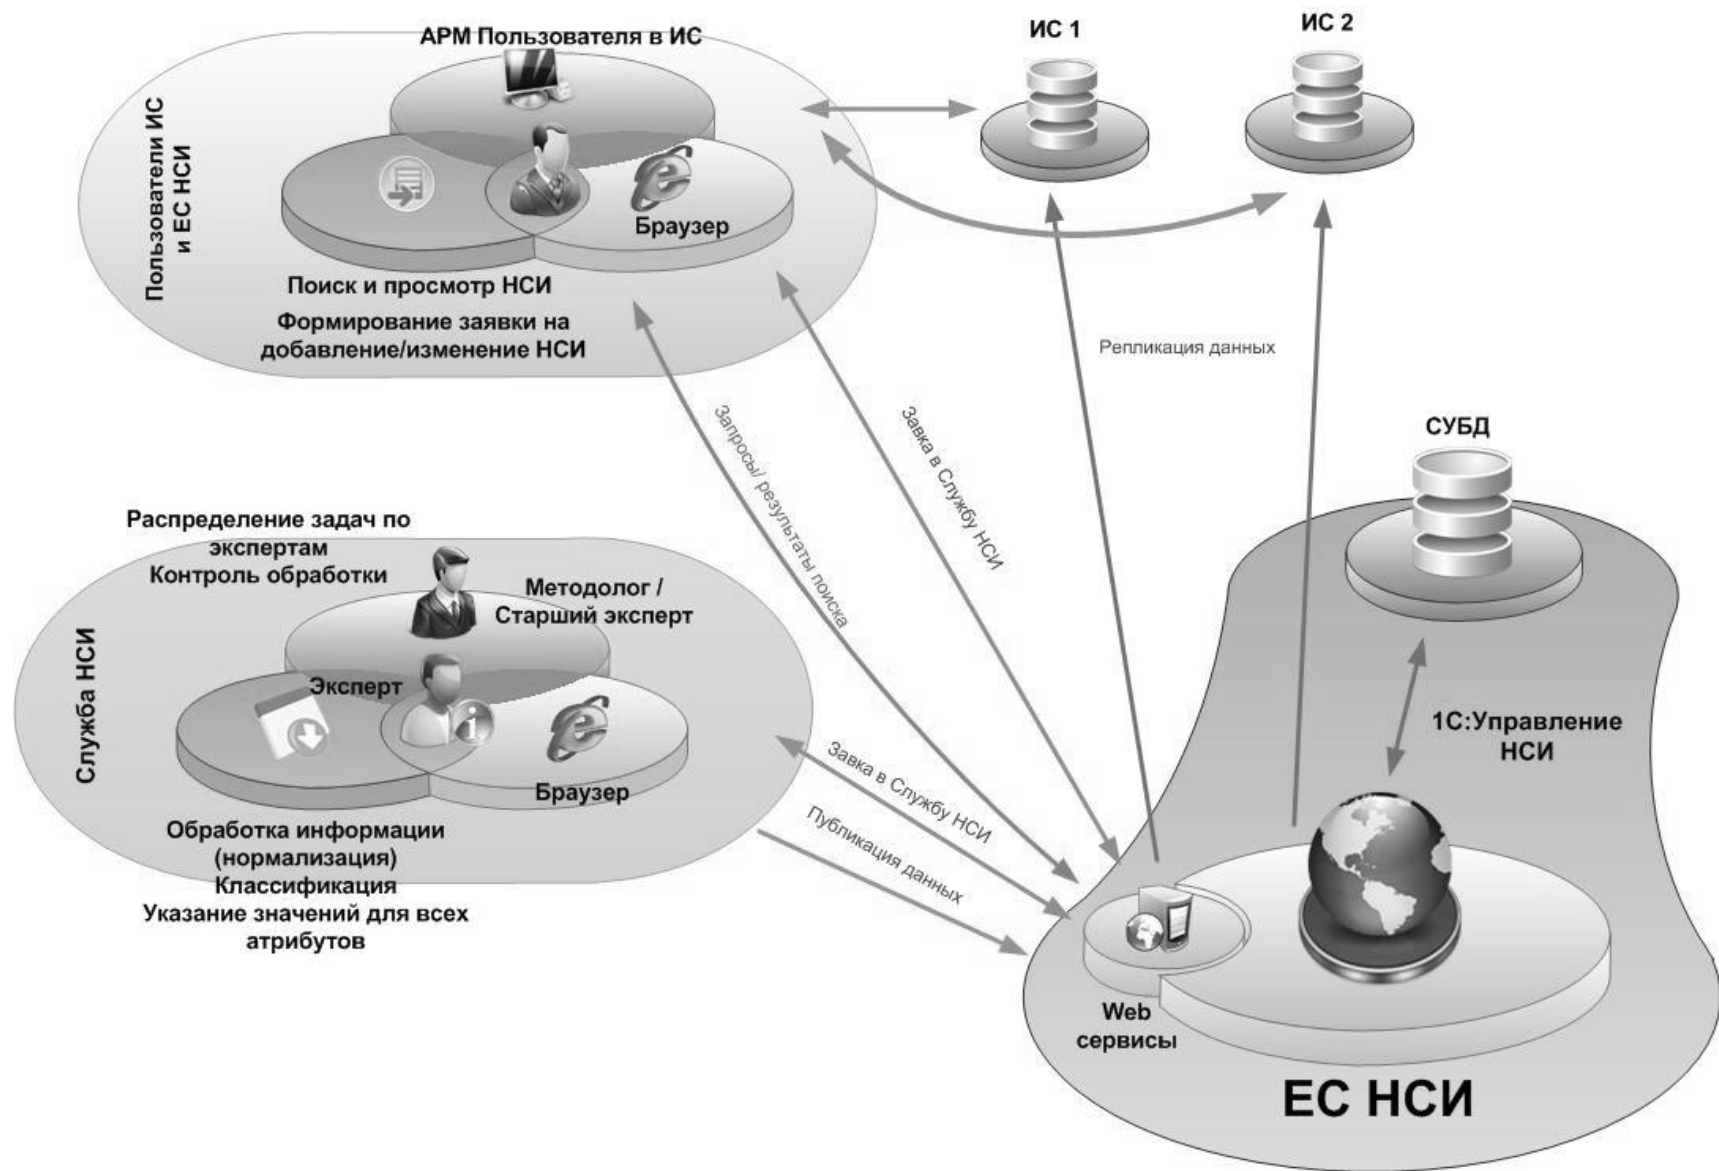 АРМ Пользователя в ИС
ИС 1
ИС 2
Пользователи ИС
и ЕС НСИ
Браузер
Поиск и просмотр НСИ
Формирование заявки на
добавление/изменение НСИ
Репликация данных
Запросы/ результаты поиска
Завка в Службу НСИ
СУБД
Распределение задач по
экспертам
Контроль обработки
Методолог /
Старший эксперт
Служба НСИ
Эксперт
Браузер
1С:Управление
НСИ
Завка в Службу НСИ
Публикация данных
Обработка информации
(нормализация)
Классификация
Указание значений для всех
атрибутов
Web
сервисы
ЕС НСИ